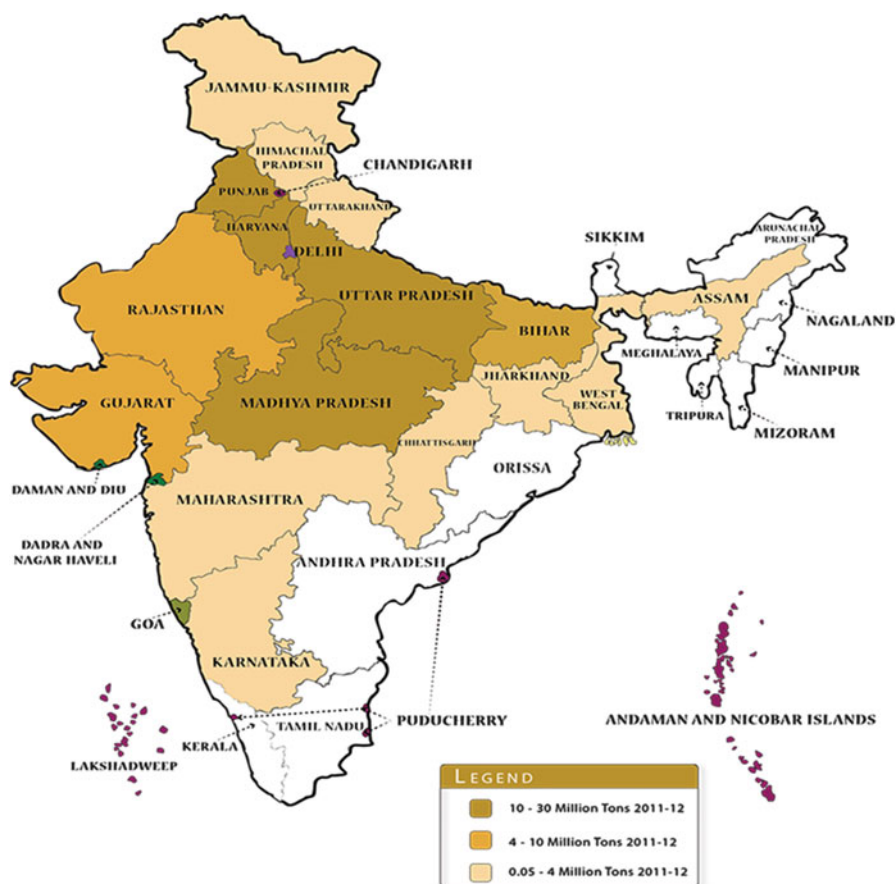 JAMMU-KASHMIR
HIMACHAL
PRADESH
CHANDIGARH
PUNJAB
UTTARAKHAND
HARYANA
DELHI
SIKKIM
ARUNACHAL
PRADESH
UTTAR PRADESH
RAJASTHAN
ASSAM
BIHAR
NAGALAND
MEGHALAYA
MANIPUR
JHARKHAND
GUJARAT
MADHYA PRADESH
WEST
BENGAL
TRIPURA
MIZORAM
CHHATTISGARH
ORISSA
DAMAN AND DIU
MAHARASHTRA
DADRA AND
NAGAR HAVELI
ANDHRA PRADESH
GOA
KARNATAKA
PUDUCHERRY
TAMIL NADU
ANDAMAN AND NICOBAR ISLANDS
KERALA
LAKSHADWEEP
LEGEND
10 - 30 Million Tons 2011-12
4 - 10 Million Tons 2011-12
0.05 - 4 Million Tons 2011-12